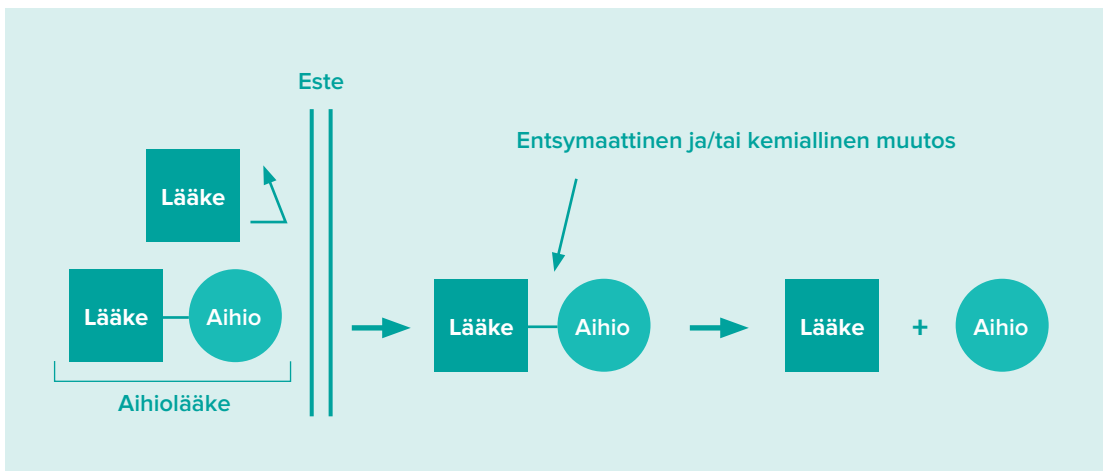 Este
Entsymaattinen ja/tai kemiallinen muutos
Lääke
Lääke
Aihio
Lääke
Aihio
Lääke
+
Aihio
Aihiolääke